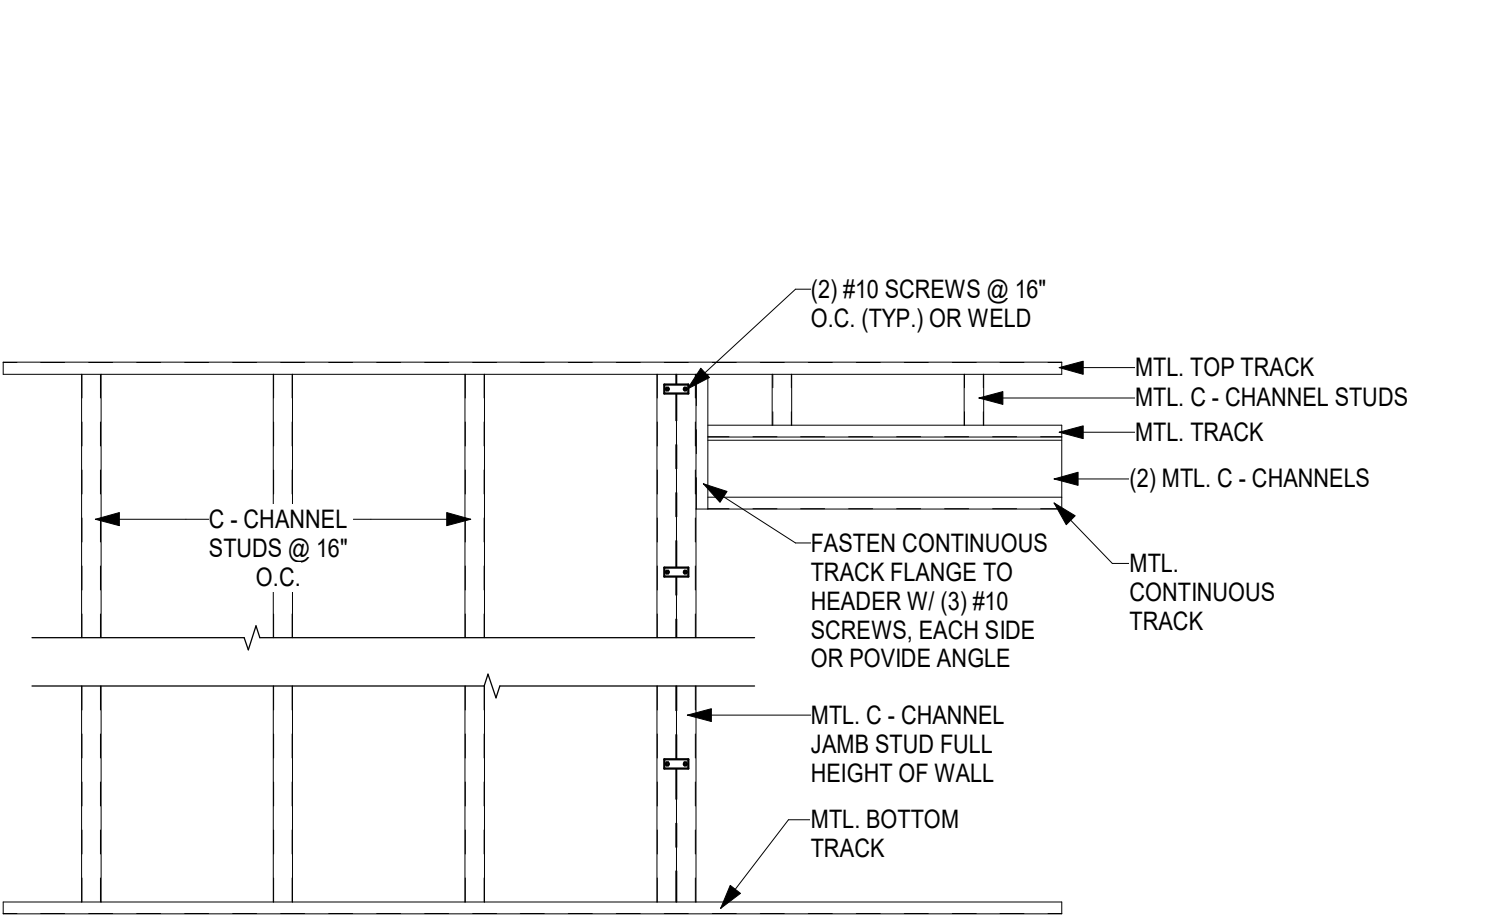 (2) #10 SCREWS @ 16"
O.C. (TYP.) OR WELD
MTL. TOP TRACK
MTL. C - CHANNEL STUDS
MTL. TRACK
(2) MTL. C - CHANNELS
C - CHANNEL
STUDS @ 16"
O.C.
FASTEN CONTINUOUS
TRACK FLANGE TO
HEADER W/ (3) #10
SCREWS, EACH SIDE
OR POVIDE ANGLE
MTL.
CONTINUOUS
TRACK
MTL. C - CHANNEL
JAMB STUD FULL
HEIGHT OF WALL
MTL. BOTTOM
TRACK